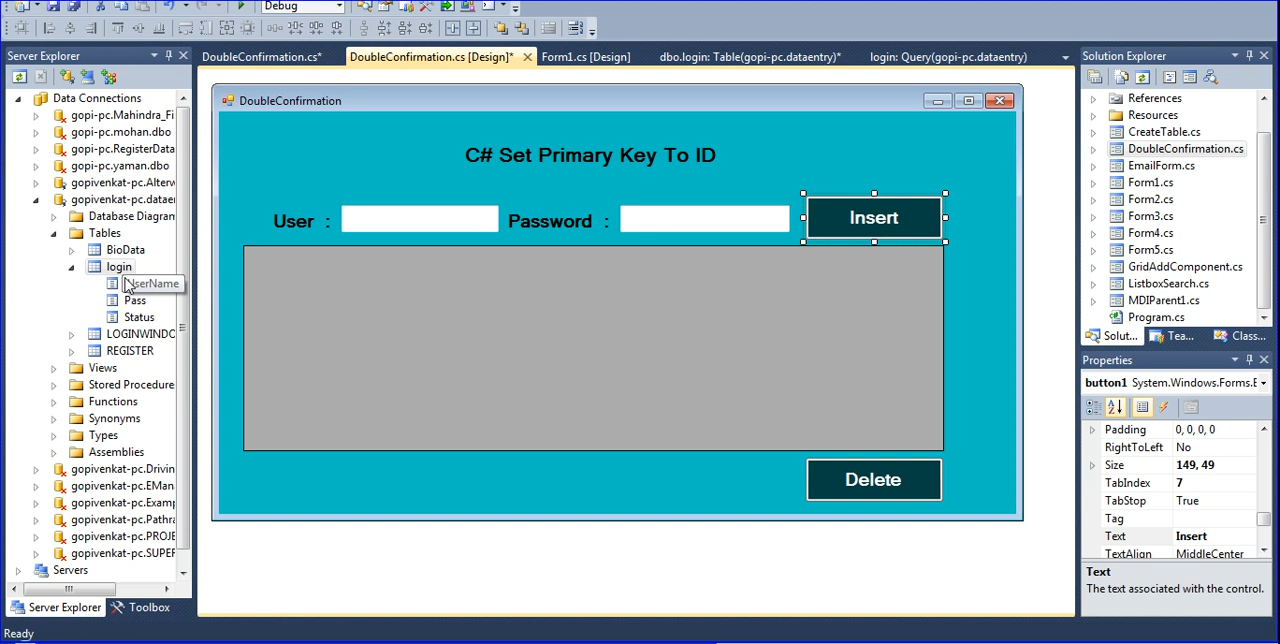 Debug
Server Explorer
DoubleConfirmation.cs*
DoubleConfirmation.cs [Design]*
Form1.cs [Design]
dbo.login: Table(gopi-pc.dataentry)*
login: Query(gopi-pc.dataentry)
Solution Explorer
Data Connections
gopi-pc.Mahindra_Fi
gopi-pc.mohan.dbo
gopi-pc.RegisterData
gopi-pc.yaman.dbo
gopivenkat-pc.Alterw
gopivenkat-pc.dataer
Database Diagram
Tables
BioData
login
UserName
Pass
Status
LOGINWINDO
REGISTER
Views
Stored Procedure
Functions
Synonyms
Types
Assemblies
gopivenkat-pc.Drivin
gopivenkat-pc.EMan
gopivenkat-pc.Examp
gopivenkat-pc.Pathra
gopivenkat-pc.PROJE
gopivenkat-pc.SUPER
Servers
Server Explorer
Toolbox
DoubleConfirmation
C# Set Primary Key To ID
User :
Password :
Insert
Delete
References
Resources
CreateTable.cs
DoubleConfirmation.cs
EmailForm.cs
Form1.cs
Form2.cs
Form3.cs
Form4.cs
Form5.cs
GridAddComponent.cs
ListboxSearch.cs
MDIParent1.cs
Program.cs
Solut...
Tea...
Class...
Properties
button1 System.Windows.Forms.B
Padding 0, 0, 0, 0
RightToLeft No
Size 149, 49
TabIndex 7
TabStop True
Tag
Text Insert
TextAlign MiddleCenter
Text
The text associated with the control.
Ready